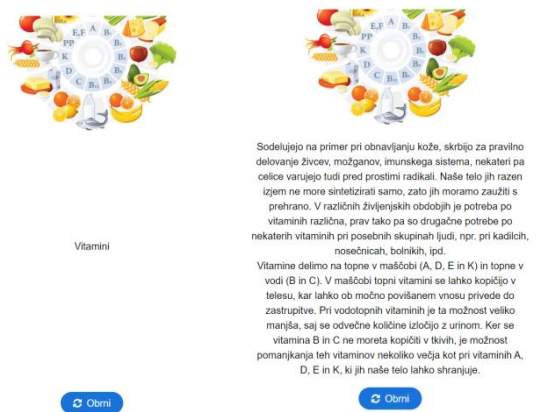 E,F A B₁
PP
K
D
C
Vitamini
Obrni
E,F A B₁
PP
K
D
C
Sodelujejo na primer pri obnavljanju kože, skrbijo za pravilno
delovanje živcev, možganov, imunskega sistema, nekateri pa
celice varujejo tudi pred prostimi radikali. Naše telo jih razen
izjem ne more sintetizirati samo, zato jih moramo zaužiti s
prehrano. V različnih življenjskih obdobjih je potreba po
vitaminih različna, prav tako pa so drugačne potrebe po
nekaterih vitaminih pri posebnih skupinah ljudi, npr. pri kadilcih,
nosečnicah, bolnikih, ipd.
Vitamine delimo na topne v maščobi (A, D, E in K) in topne v
vodi (B in C). V maščobi topni vitamini se lahko kopičijo v
telesu, kar lahko ob močno povišanem vnosu privede do
zastrupitve. Pri vodotopnih vitaminih je ta možnost veliko
manjša, saj se odvečne količine izločijo z urinom. Ker se
vitamina B in C ne moreta kopičiti v tkivih, je možnost
pomanjkanja teh vitaminov nekoliko večja kot pri vitaminih A,
D, E in K, ki jih naše telo lahko shranjuje.
Obrni